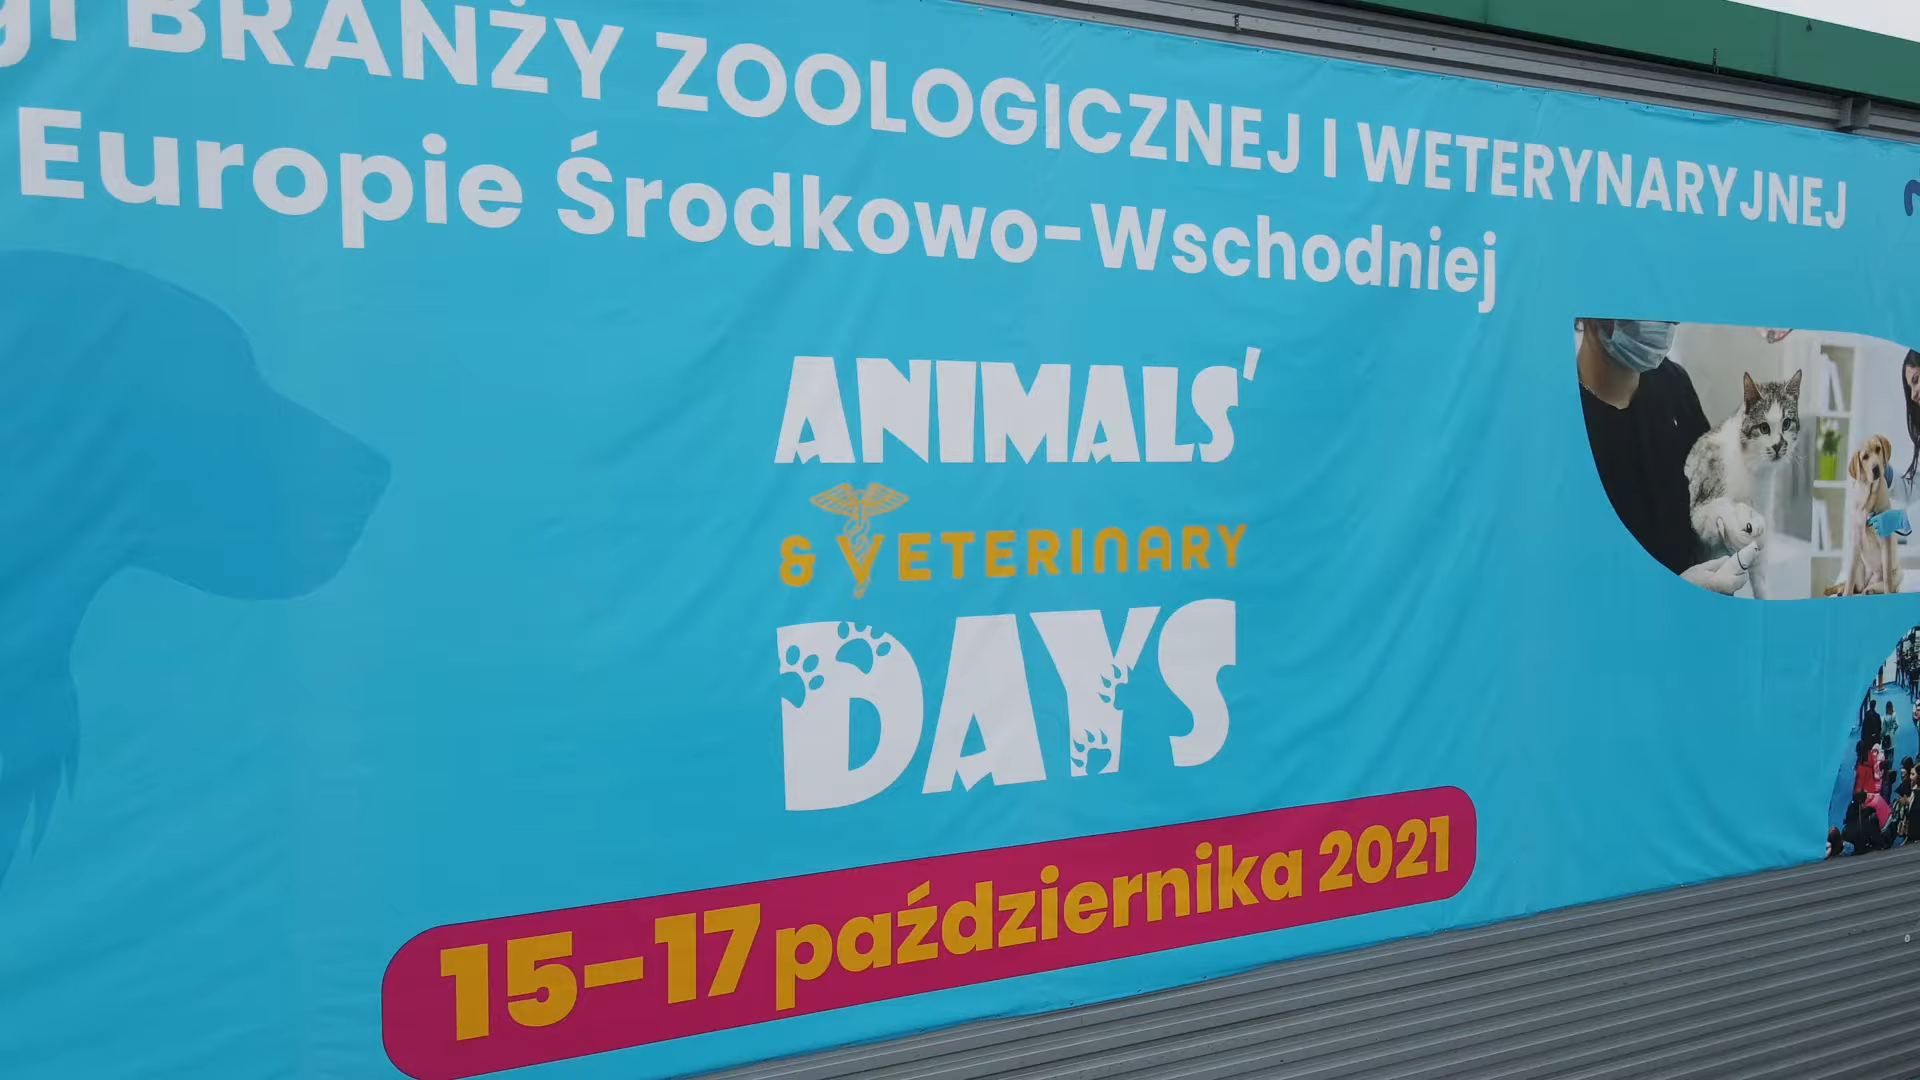 BRANŻY ZOOLOGICZNEJ I WETERYNARYJNEJ
Europie Środkowo-Wschodniej
ANIMALS'
& VETERINARY
DAYS
15-17 października 2021